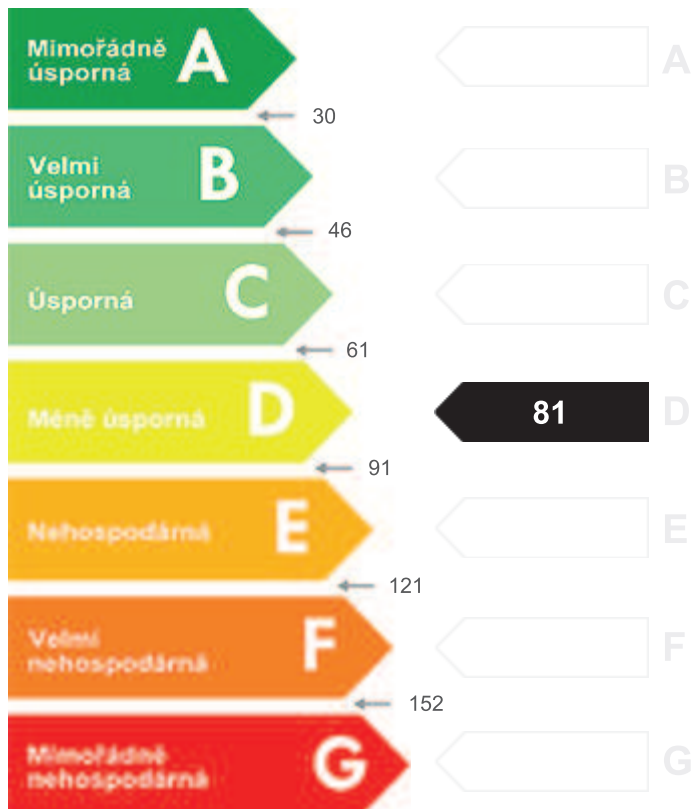 Mimořádně
úsporná
A
A
30
Velmi
úsporná
B
B
46
Úsporná
C
C
61
Méně úsporná
D
81
D
91
Nehospodárná
E
E
121
Velmi
nehospodárná
F
F
152
Mimořádně
nehospodárná
G
G